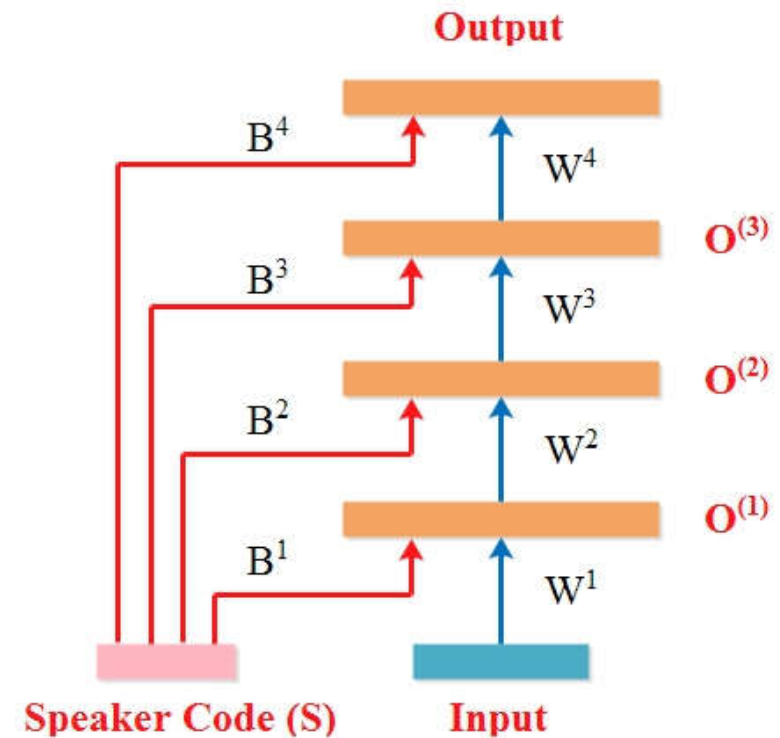 Output
B⁴
W⁴
O⁽³⁾
B³
W³
O⁽²⁾
B²
W²
O⁽¹⁾
B¹
W¹
Speaker Code (S)
Input